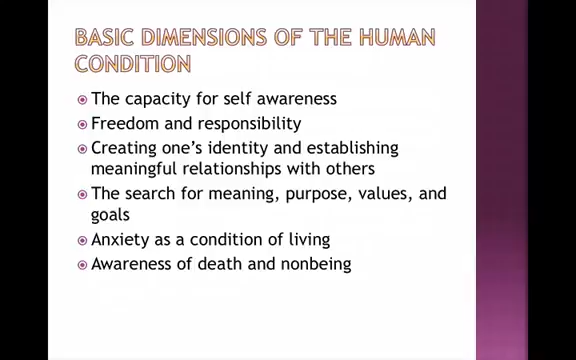 BASIC DIMENSIONS OF THE HUMAN
CONDITION
The capacity for self awareness
Freedom and responsibility
Creating one's identity and establishing
meaningful relationships with others
The search for meaning, purpose, values, and
goals
Anxiety as a condition of living
Awareness of death and nonbeing